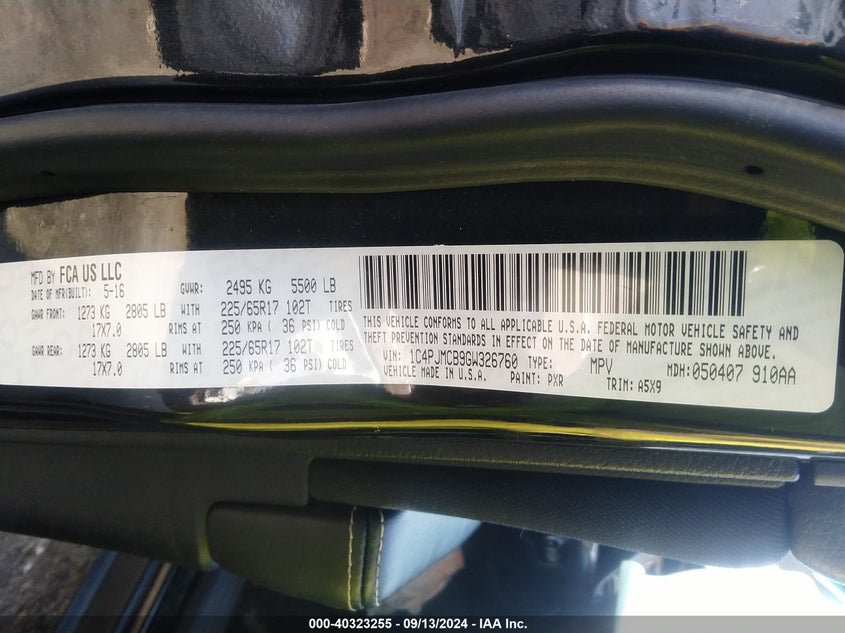 MFD BY FCA US LLC
DATE OF MFR(BUILT): 5-16 GVWR: 2495 KG 5500 LB
GAWR FRONT: 1273 KG 2805 LB WITH 225/65R17 102T TIRES
17X7.0 RIMS AT 250 KPA ( 36 PSI) COLD
GAWR REAR: 1273 KG 2805 LB WITH 225/65R17 102T TIRES
17X7.0 RIMS AT 250 KPA ( 36 PSI) COLD
THIS VEHICLE CONFORMS TO ALL APPLICABLE U.S.A. FEDERAL MOTOR VEHICLE SAFETY AND
THEFT PREVENTION STANDARDS IN EFFECT ON THE DATE OF MANUFACTURE SHOWN ABOVE.
VIN: 1C4PJMCB9GW326760 TYPE: MPV MDH:050407 910AA
VEHICLE MADE IN U.S.A. PAINT: PXR TRIM: A5X9
000-40323255 - 09/13/2024 - IAA Inc.